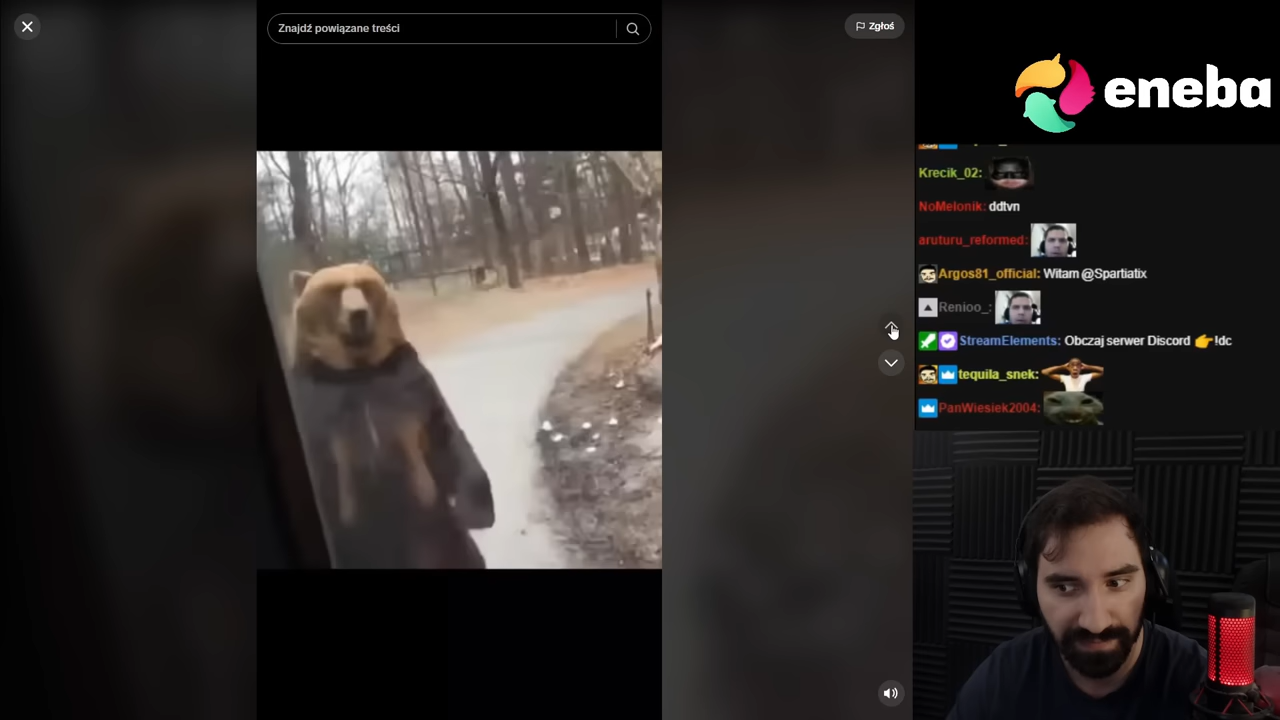 Znajdź powiązane treści
Zgłoś
eneba
Krecik_02:
NoMelonik: ddtvn
aruturu_reformed:
Argos81_official: Witam @Spartiatix
Renioo_:
StreamElements: Obczaj serwer Discord 👉 !dc
tequila_snek:
PanWiesiek2004: